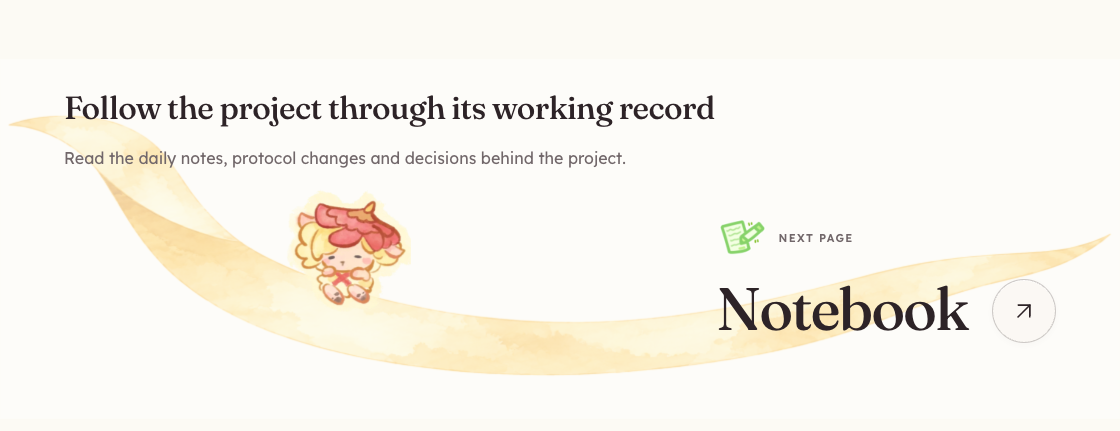 Follow the project through its working record
Read the daily notes, protocol changes and decisions behind the project.
NEXT PAGE
Notebook